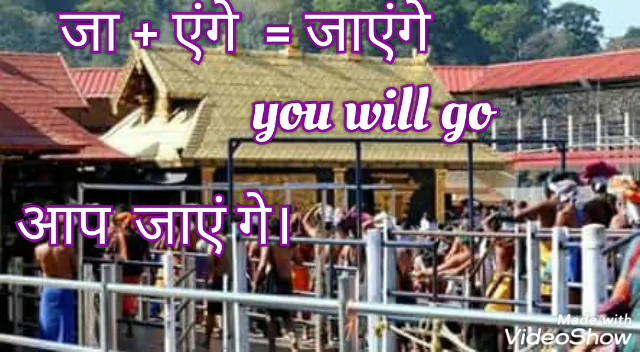 जा + एंगे = जाएंगे
you will go
आप जाएं गे।
Made with
VideoShow